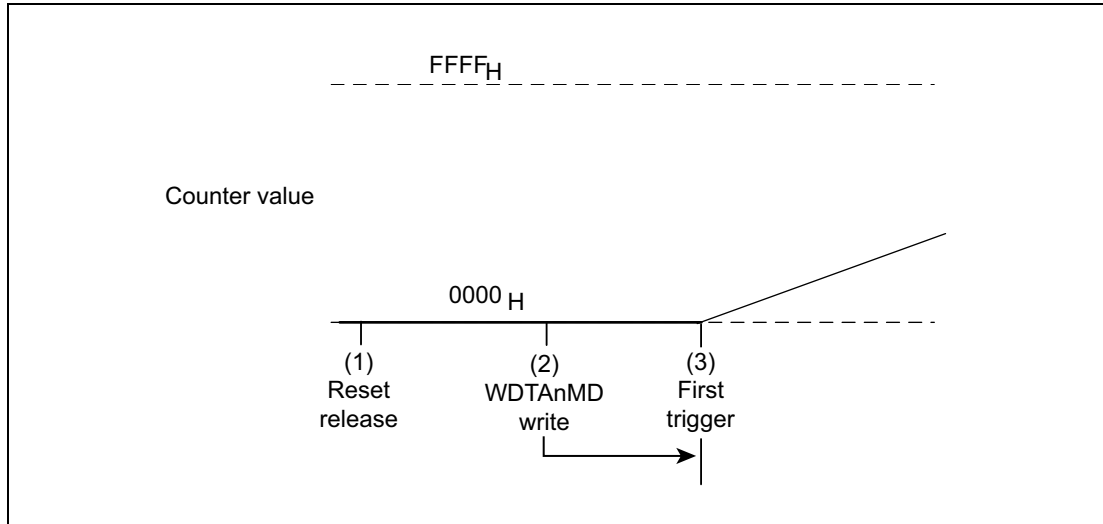 FFFFH
Counter value
0000 H
(1) (2) (3)
Reset WDTAnMD First
release write trigger